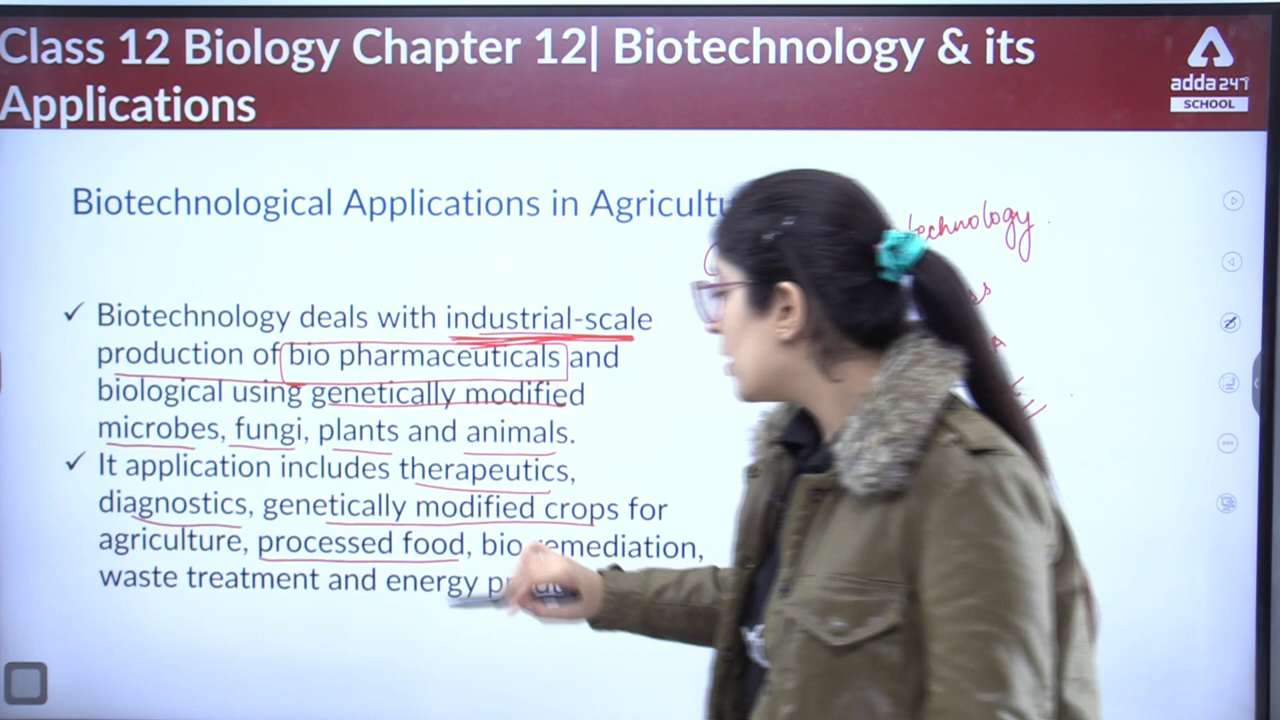 Class 12 Biology Chapter 12| Biotechnology & its
Applications
adda247
SCHOOL
Biotechnological Applications in
technology
✓ Biotechnology deals with industrial-scale
production of bio pharmaceuticals and
biological using genetically modified
microbes, fungi, plants and animals.
✓ It application includes therapeutics,
diagnostics, genetically modified crops for
agriculture, processed food, bio remediation,
waste treatment and energy